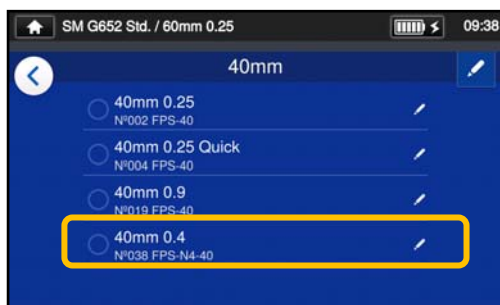 SM G652 Std. / 60mm 0.25
09:38
40mm
40mm 0.25
Nº002 FPS-40
40mm 0.25 Quick
Nº004 FPS-40
40mm 0.9
Nº019 FPS-40
40mm 0.4
Nº038 FPS-N4-40